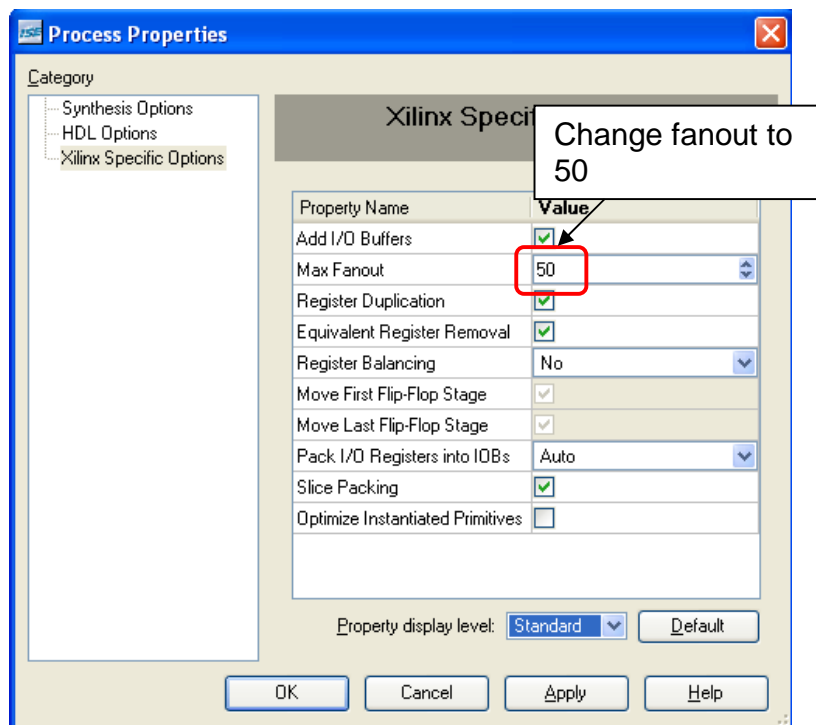 ISE Process Properties
Category
Synthesis Options
HDL Options
Xilinx Specific Options
Xilinx Speci
Change fanout to
50
Property Name Value
Add I/O Buffers
Max Fanout 50
Register Duplication
Equivalent Register Removal
Register Balancing No
Move First Flip-Flop Stage
Move Last Flip-Flop Stage
Pack I/O Registers into IOBs Auto
Slice Packing
Optimize Instantiated Primitives
Property display level: Standard Default
OK Cancel Apply Help